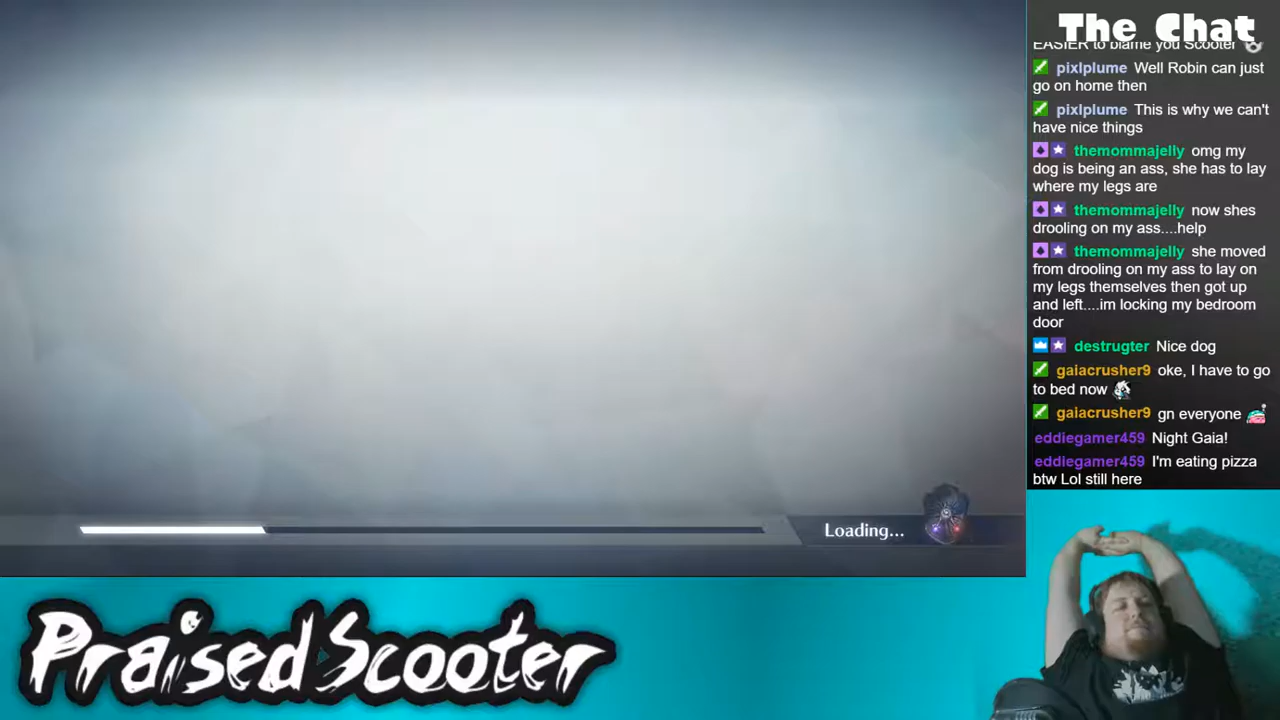 The Chat
EASIER to blame you Scooter
pixlplume Well Robin can just
go on home then
pixlplume This is why we can't
have nice things
themommajelly omg my
dog is being an ass, she has to lay
where my legs are
themommajelly now shes
drooling on my ass....help
themommajelly she moved
from drooling on my ass to lay on
my legs themselves then got up
and left....im locking my bedroom
door
destrugter Nice dog
gaiacrusher9 oke, I have to go
to bed now
gaiacrusher9 gn everyone
eddiegamer459 Night Gaia!
eddiegamer459 I'm eating pizza
btw Lol still here
Loading...
PraisedScooter